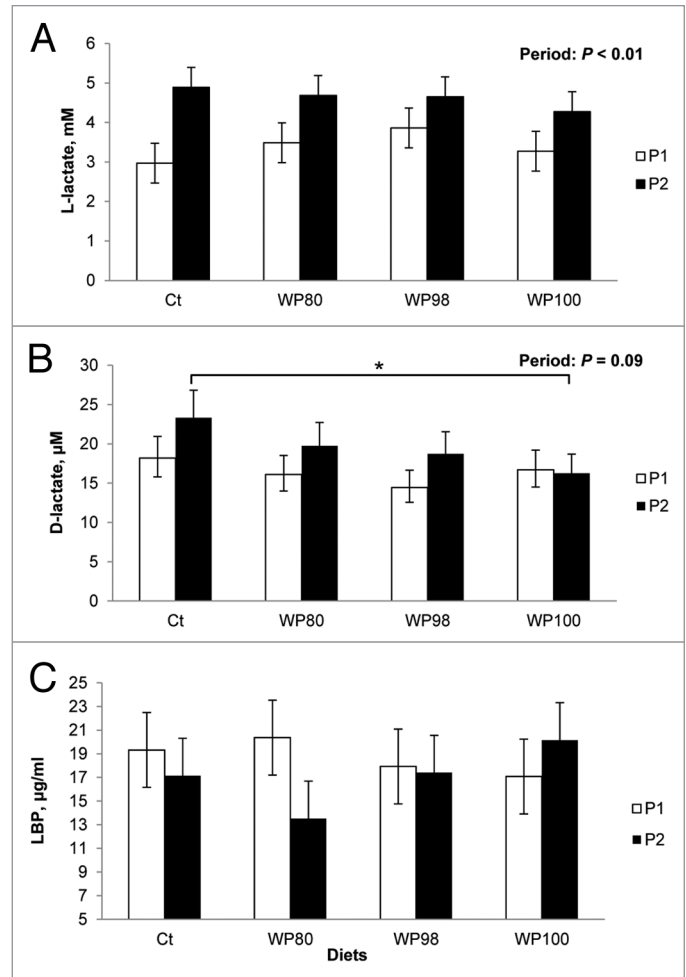 A
Period: P < 0.01
L-lactate, mM
6
5
4
3
2
1
0
Ct WP80 WP98 WP100
P1
P2
B
Period: P = 0.09
*
D-lactate, µM
30
25
20
15
10
5
0
Ct WP80 WP98 WP100
P1
P2
C
LBP, µg/ml
25
23
21
19
17
15
13
11
9
7
5
Ct WP80 WP98 WP100
Diets
P1
P2